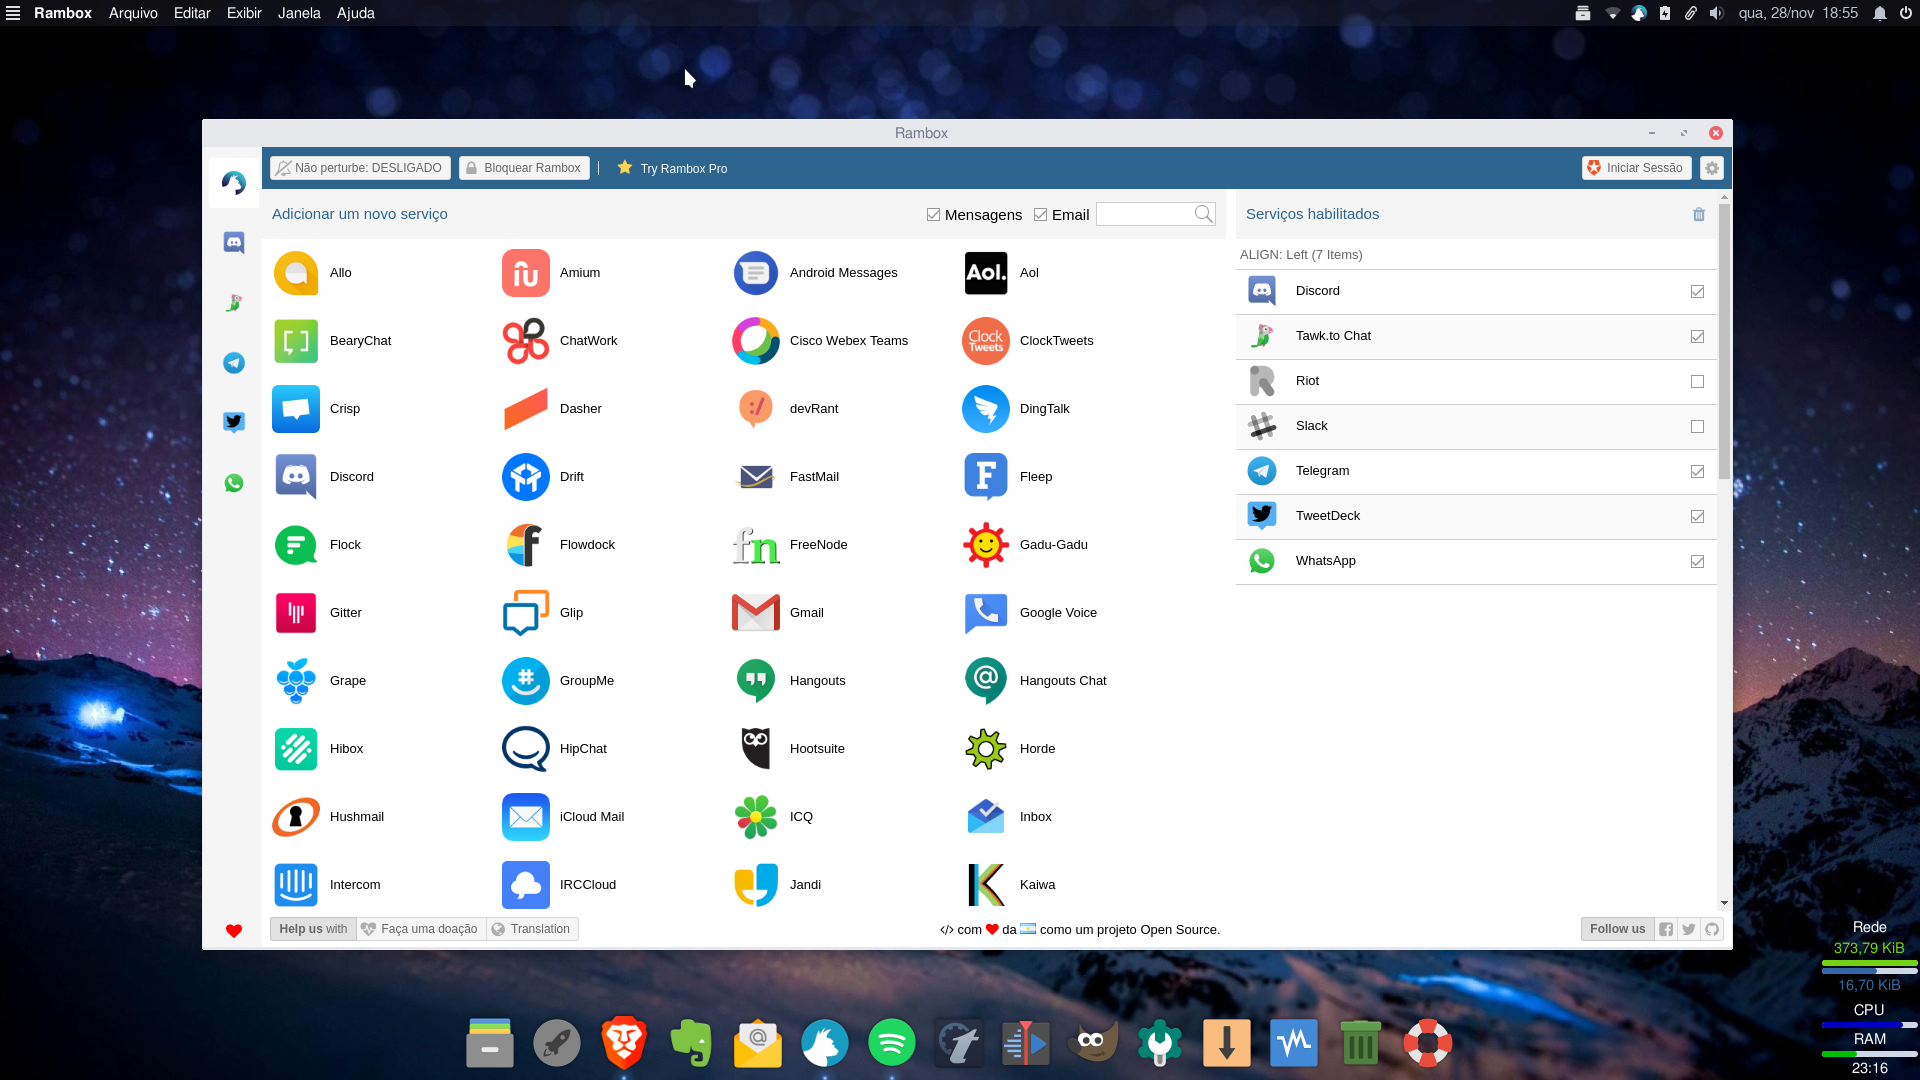 Rambox Arquivo Editar Exibir Janela Ajuda
qua, 28/nov 18:55
Rambox
Não perturbe: DESLIGADO
Bloquear Rambox
Try Rambox Pro
Iniciar Sessão
Adicionar um novo serviço
Mensagens
Email
Serviços habilitados
ALIGN: Left (7 Items)
Allo
Amium
Android Messages
Aol.
Aol
BearyChat
ChatWork
Cisco Webex Teams
Clock
Tweets
ClockTweets
Crisp
Dasher
devRant
DingTalk
Discord
Drift
FastMail
Fleep
Flock
Flowdock
fn
FreeNode
Gadu-Gadu
Gitter
Glip
Gmail
Google Voice
Grape
GroupMe
Hangouts
Hangouts Chat
Hibox
HipChat
Hootsuite
Horde
Hushmail
iCloud Mail
ICQ
Inbox
Intercom
IRCCloud
Jandi
Kaiwa
Discord
Tawk.to Chat
Riot
Slack
Telegram
TweetDeck
WhatsApp
Help us with
Faça uma doação
Translation
</> com ❤ da 🇦🇷 como um projeto Open Source.
Follow us
Rede
373,79 KiB
16,70 KiB
CPU
RAM
23:16